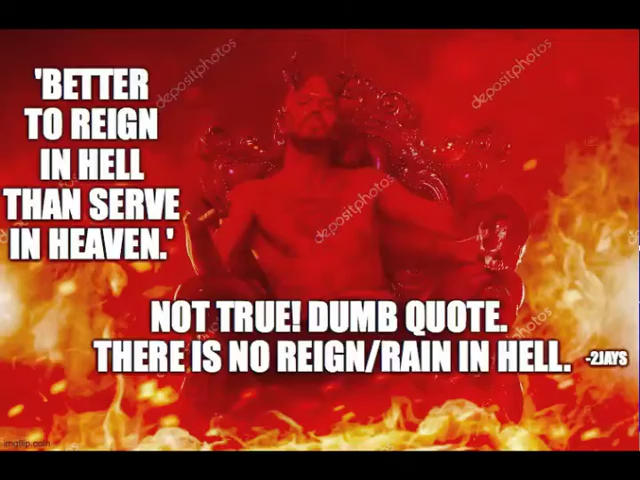 depositphotos
depositphotos
'BETTER
TO REIGN
IN HELL
THAN SERVE
IN HEAVEN.'
depositphotos
NOT TRUE! DUMB QUOTE.
THERE IS NO REIGN/RAIN IN HELL.
-2JAYS
imgflip.com